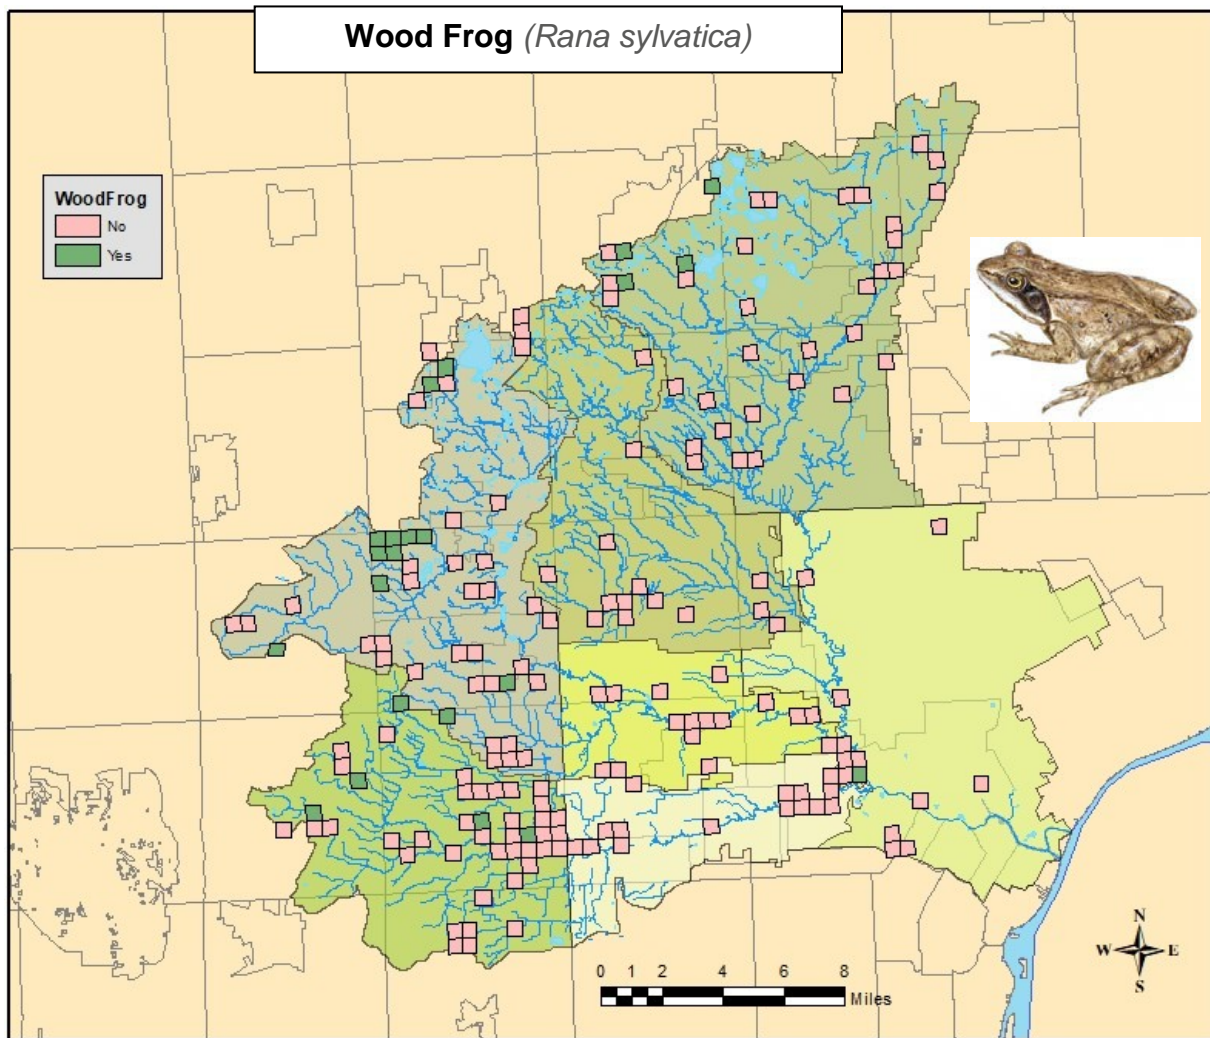 Wood Frog (Rana sylvatica)
WoodFrog
No
Yes
N
W E
S
0 1 2 4 6 8
Miles